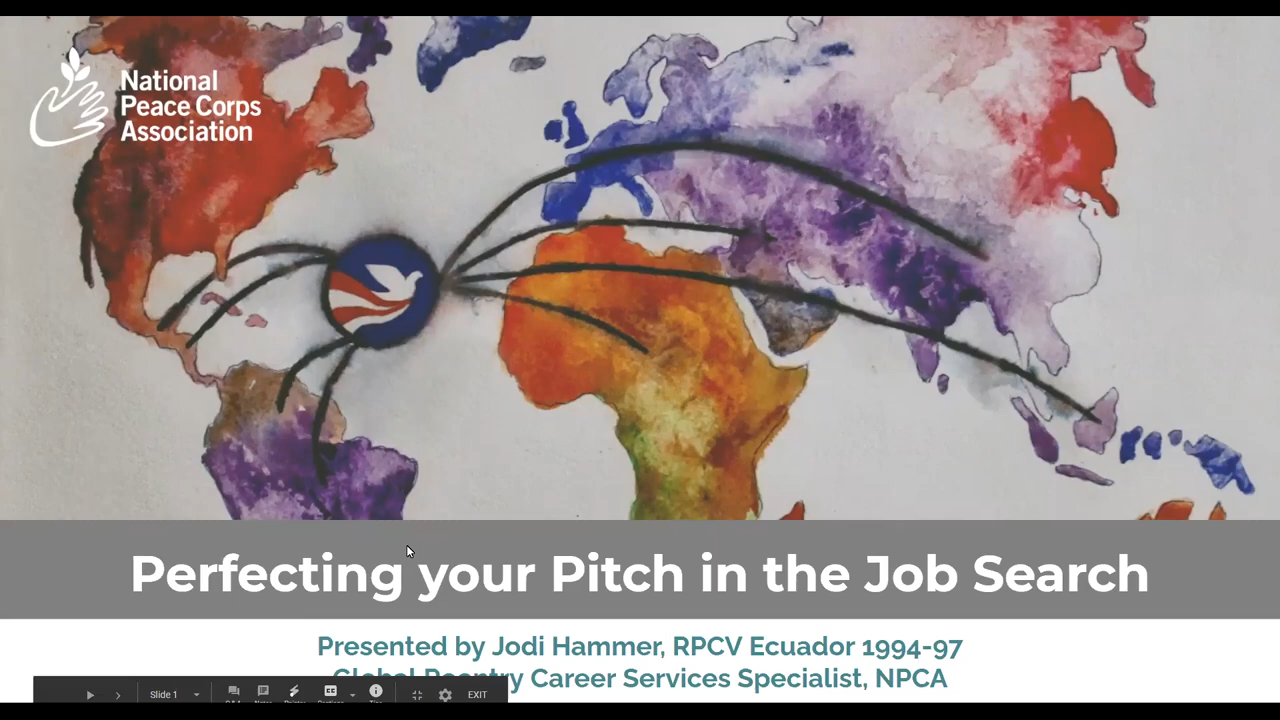 National
Peace Corps
Association
Perfecting your Pitch in the Job Search
Presented by Jodi Hammer, RPCV Ecuador 1994-97
Career Services Specialist, NPCA
Slide 1
EXIT